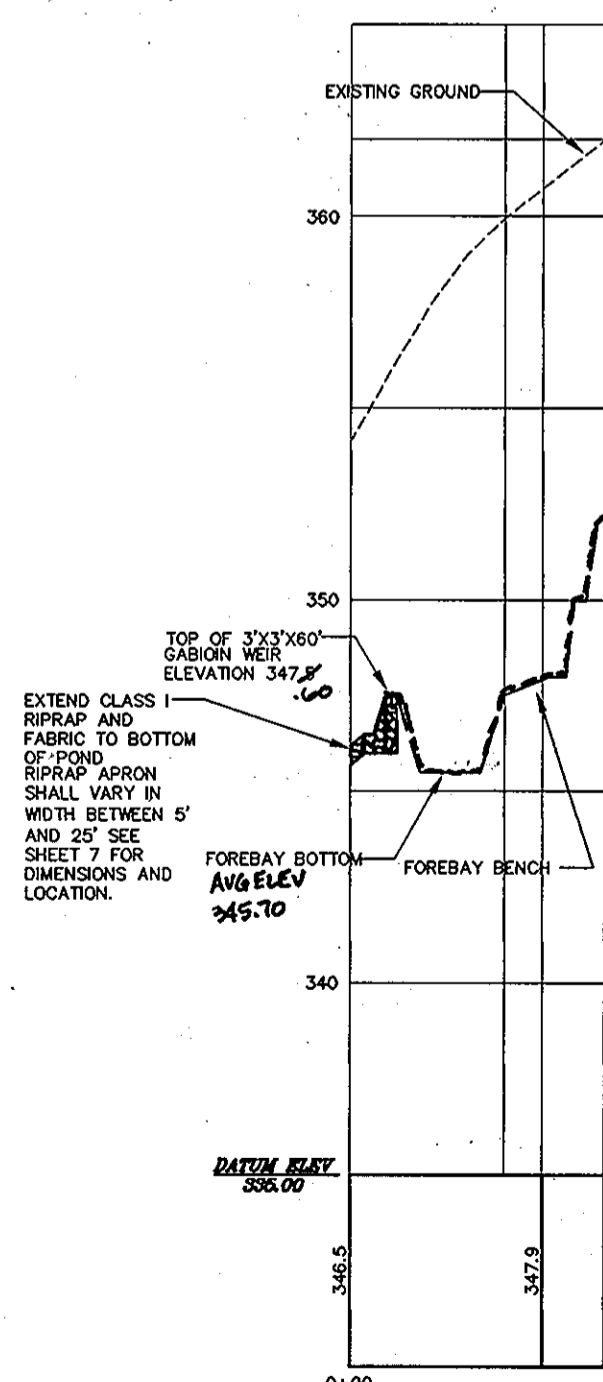 EXISTING GROUND
360
350
TOP OF 3'X3'X60'
GABIOIN WEIR
ELEVATION 347.5'
.60
EXTEND CLASS I
RIPRAP AND
FABRIC TO BOTTOM
OF POND
RIPRAP APRON
SHALL VARY IN
WIDTH BETWEEN 5'
AND 25' SEE
SHEET 7 FOR
DIMENSIONS AND
LOCATION.
FOREBAY BOTTOM
AVG ELEV
345.70
FOREBAY BENCH
340
DATUM ELEV
335.00
346.5
347.9